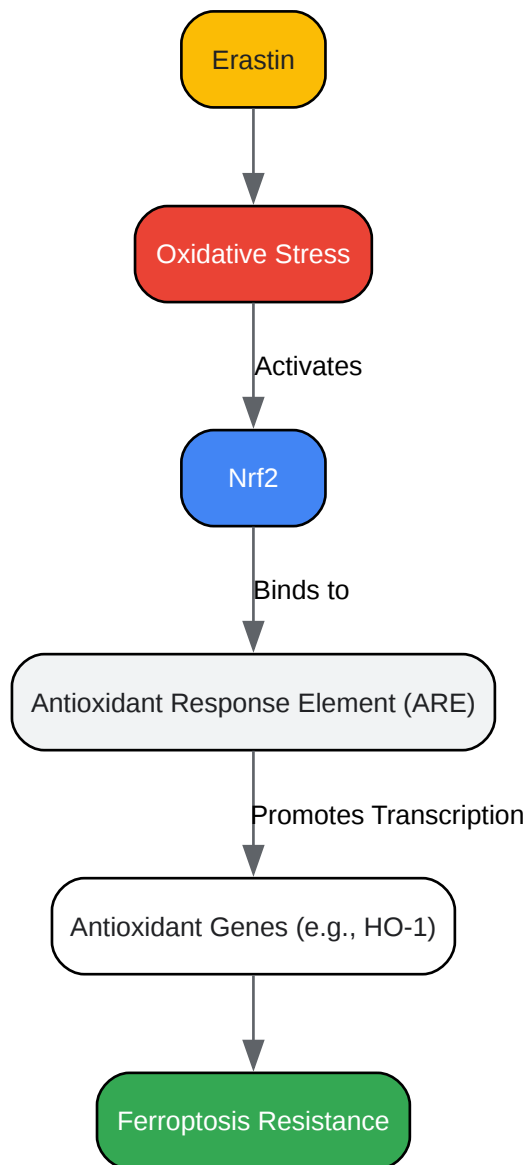 Erastin
Oxidative Stress
Activates
Nrf2
Binds to
Antioxidant Response Element (ARE)
Promotes Transcription
Antioxidant Genes (e.g., HO-1)
Ferroptosis Resistance